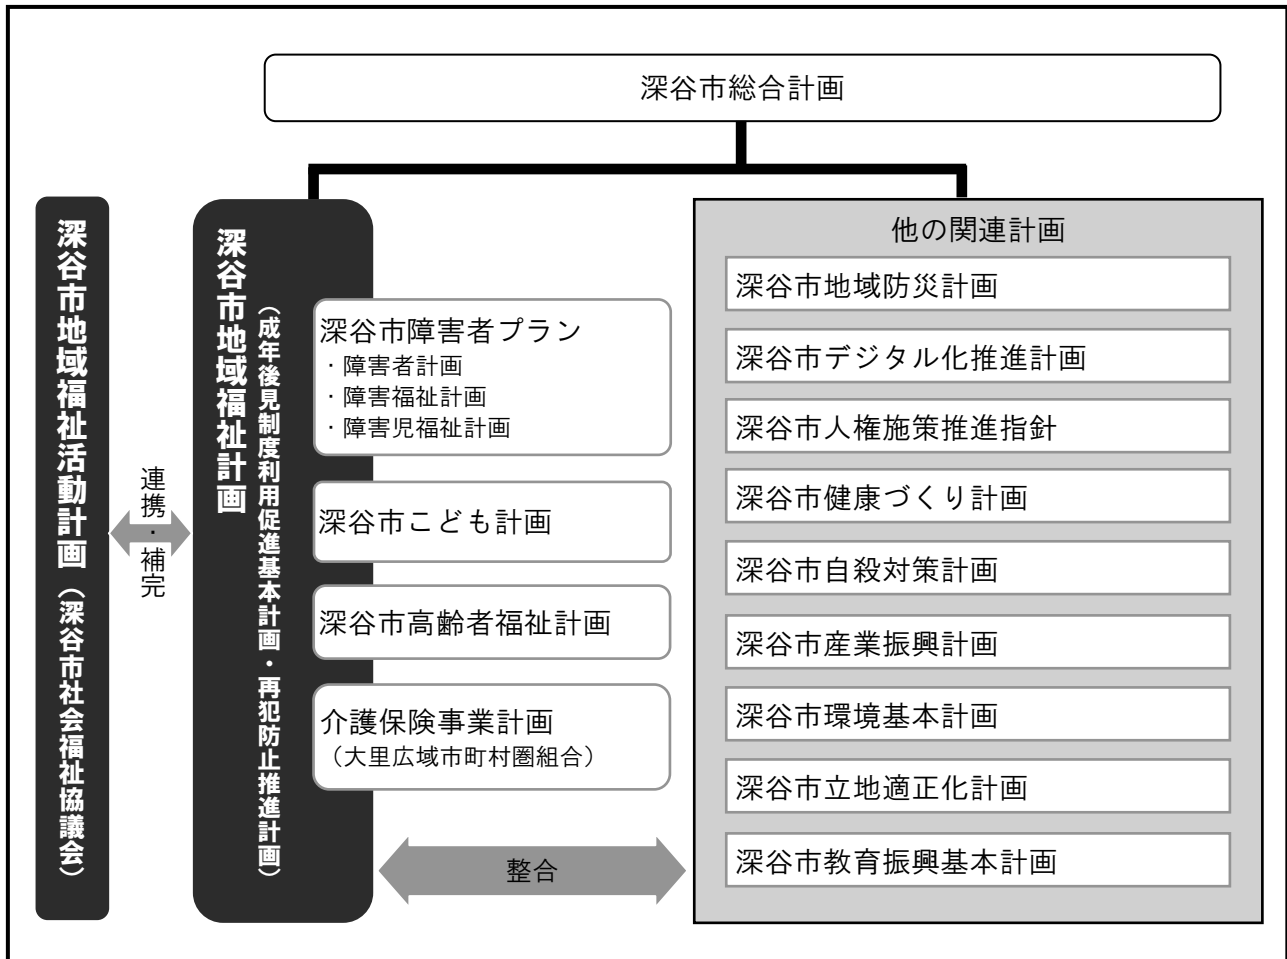 深谷市総合計画
深谷市地域福祉活動計画（深谷市社会福祉協議会）
連携・補完
深谷市地域福祉計画
（成年後見制度利用促進基本計画・再犯防止推進計画）
深谷市障害者プラン
・障害者計画
・障害福祉計画
・障害児福祉計画
深谷市こども計画
深谷市高齢者福祉計画
介護保険事業計画
（大里広域市町村圏組合）
整合
他の関連計画
深谷市地域防災計画
深谷市デジタル化推進計画
深谷市人権施策推進指針
深谷市健康づくり計画
深谷市自殺対策計画
深谷市産業振興計画
深谷市環境基本計画
深谷市立地適正化計画
深谷市教育振興基本計画